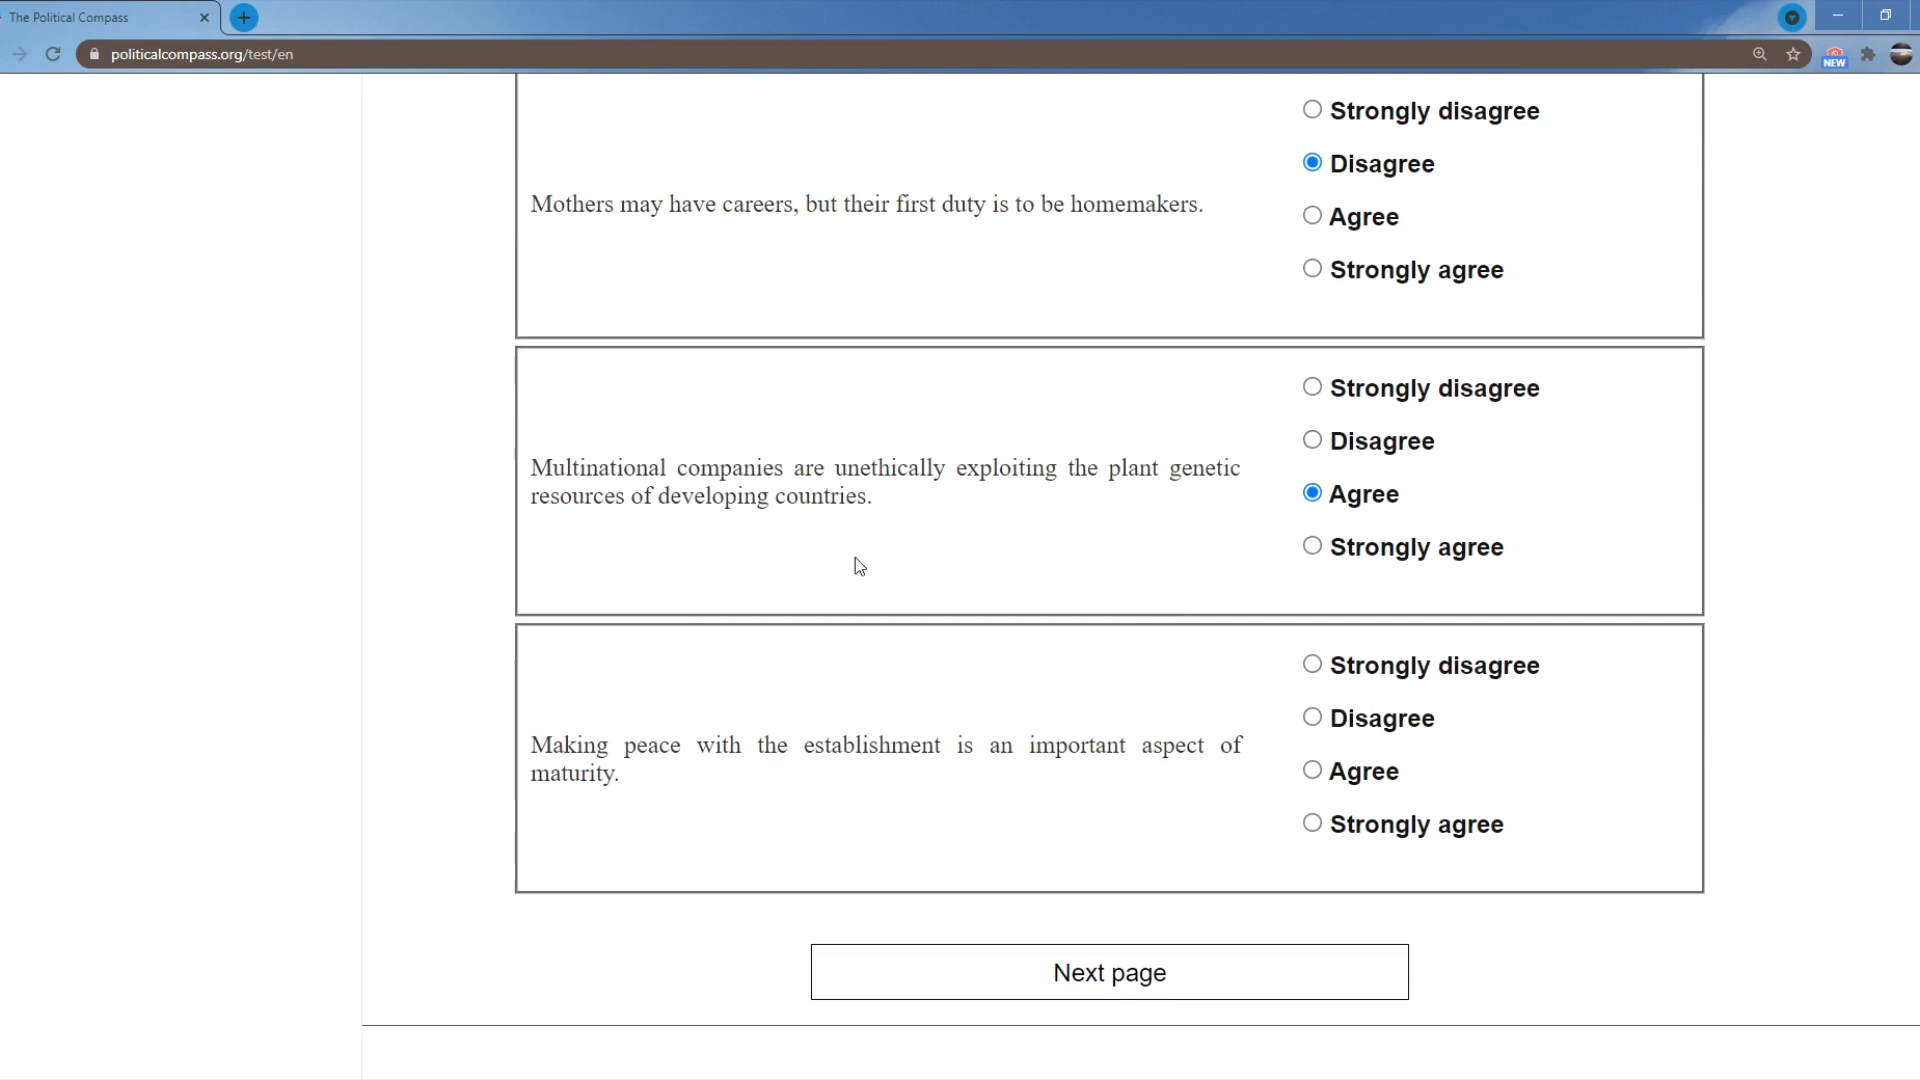 The Political Compass
politicalcompass.org/test/en
NEW
Mothers may have careers, but their first duty is to be homemakers.
Strongly disagree
Disagree
Agree
Strongly agree
Multinational companies are unethically exploiting the plant genetic
resources of developing countries.
Strongly disagree
Disagree
Agree
Strongly agree
Making peace with the establishment is an important aspect of
maturity.
Strongly disagree
Disagree
Agree
Strongly agree
Next page